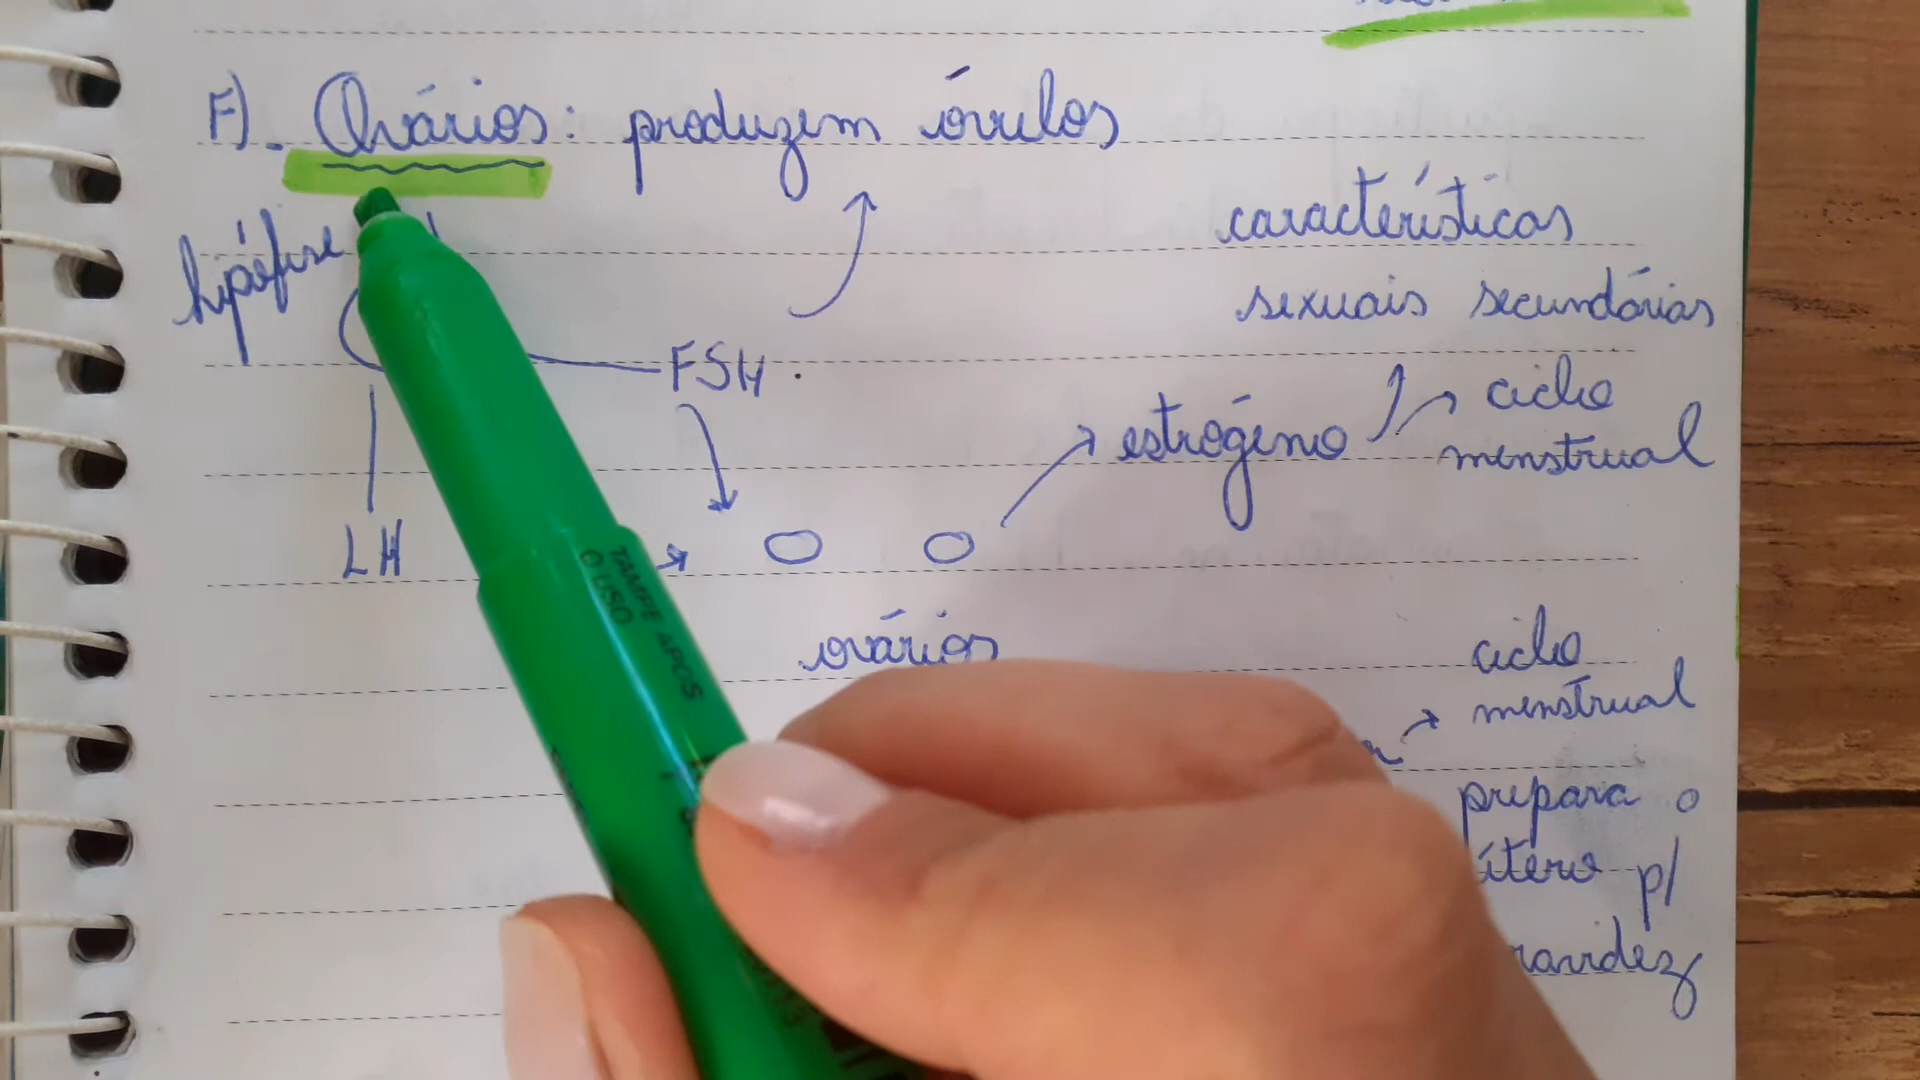 F). Ovários: produzem óvulos
hipófise
características
sexuais secundárias
FSH.
estrógeno
ciclo
menstrual
LH
ovários
ciclo
menstrual
prepara o
útero p/
TAMPE APÓS
O USO